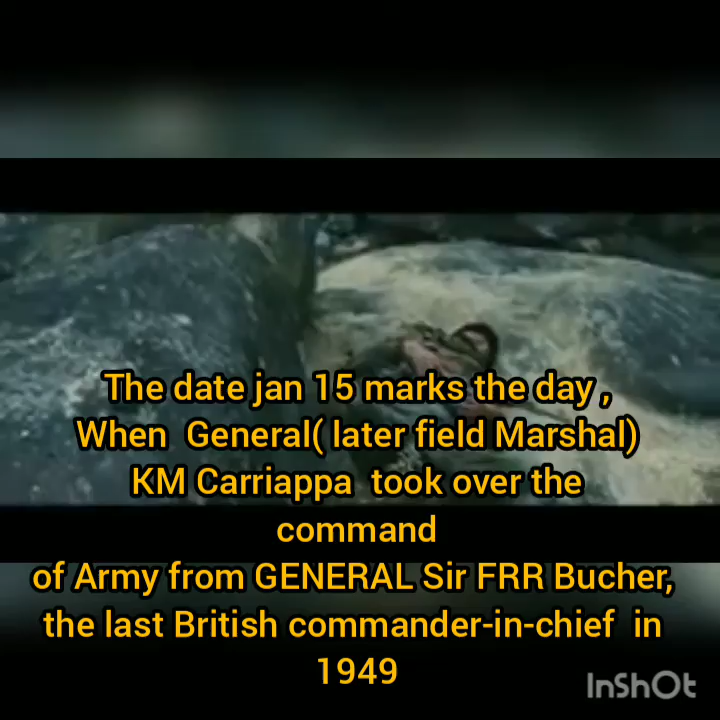 The date jan 15 marks the day ,
When General( later field Marshal)
KM Carriappa took over the
command
of Army from GENERAL Sir FRR Bucher,
the last British commander-in-chief in
1949
InShOt